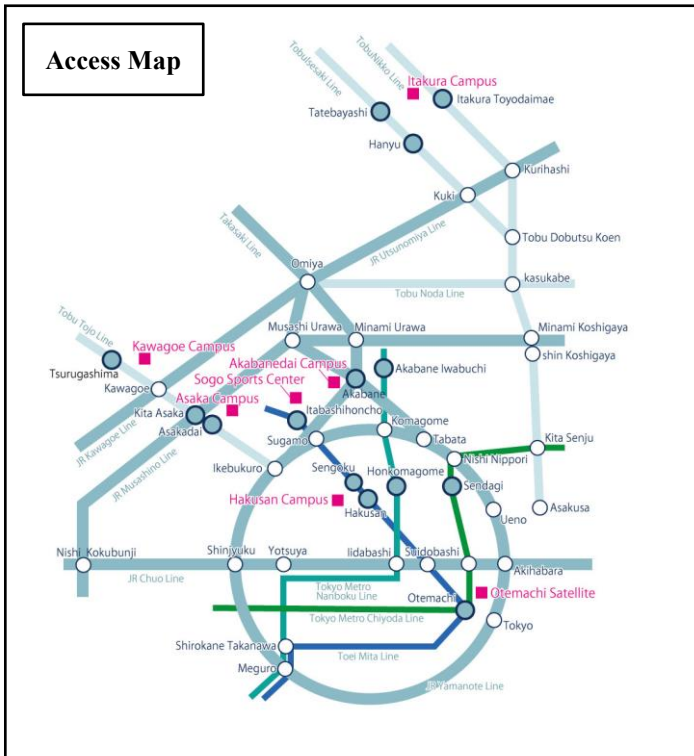 Access Map
TobuIsesaki Line
TobuNikko Line
Itakura Campus
Itakura Toyodaimae
Tatebayashi
Hanyu
Kurihashi
Kuki
Takasaki Line
JR Utsunomiya Line
Tobu Dobutsu Koen
Omiya
kasukabe
Tobu Noda Line
Tobu Tojo Line
Musashi Urawa
Minami Urawa
Minami Koshigaya
shin Koshigaya
Kawagoe Campus
Tsurugashima
Akabanedai Campus
Akabane Iwabuchi
Sogo Sports Center
Akabane
Kawagoe
Asaka Campus
Kita Asaka
Itabashihoncho
Asakadai
Komagome
Sugamo
Tabata
Kita Senju
JR Kawagoe Line
JR Musashino Line
Ikebukuro
Sengoku
Honkomagome
Nishi Nippori
Sendagi
Hakusan Campus
Hakusan
Asakusa
Ueno
Nishi Kokubunji
Shinjyuku
Yotsuya
Iidabashi
Suidobashi
Akihabara
JR Chuo Line
Tokyo Metro
Nanboku Line
Otemachi
Otemachi Satellite
Tokyo Metro Chiyoda Line
Tokyo
Shirokane Takanawa
Toei Mita Line
Meguro
JR Yamanote Line